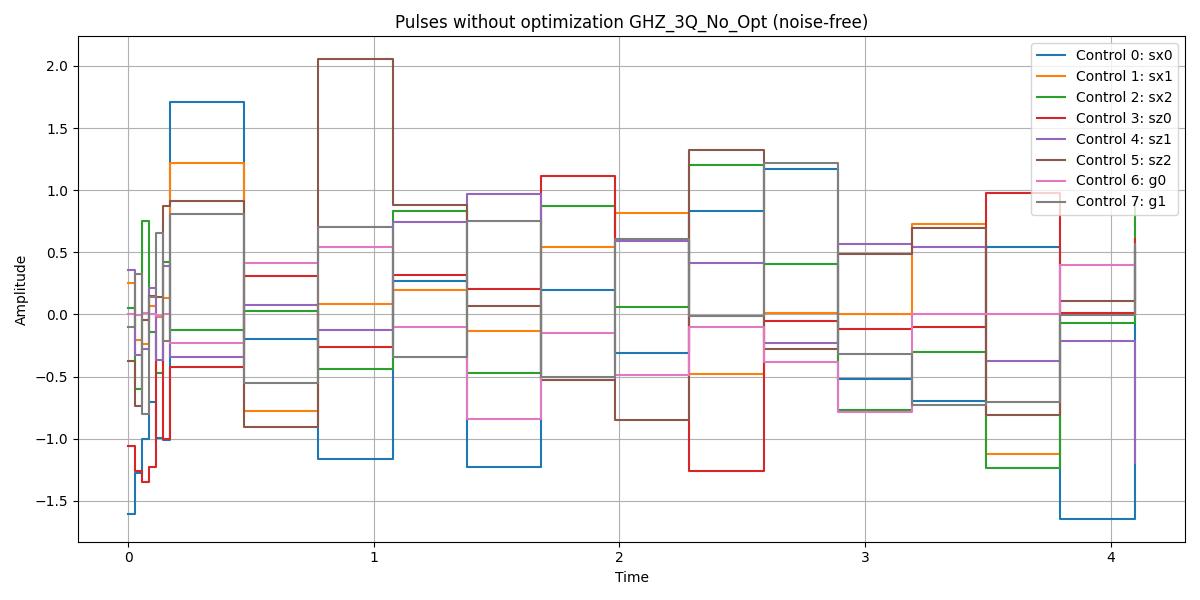 Pulses without optimization GHZ_3Q_No_Opt (noise-free)
Amplitude
2.0
1.5
1.0
0.5
0.0
−0.5
−1.0
−1.5
0 1 2 3 4
Time
Control 0: sx0
Control 1: sx1
Control 2: sx2
Control 3: sz0
Control 4: sz1
Control 5: sz2
Control 6: g0
Control 7: g1